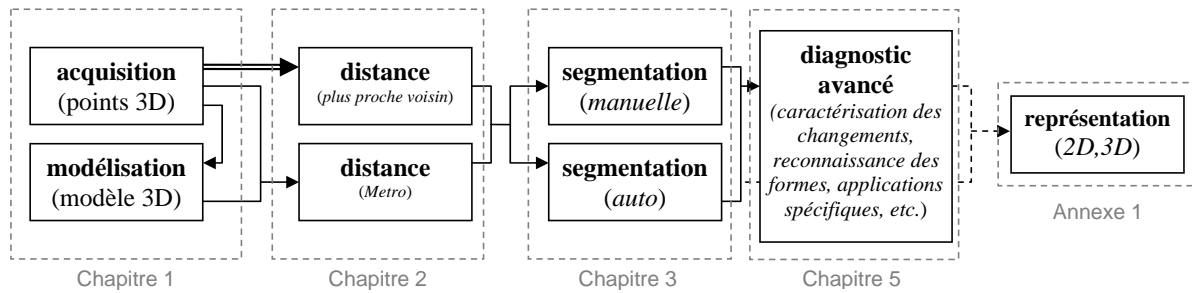 acquisition
(points 3D)
modélisation
(modèle 3D)
Chapitre 1
distance
(plus proche voisin)
distance
(Metro)
Chapitre 2
segmentation
(manuelle)
segmentation
(auto)
Chapitre 3
diagnostic
avancé
(caractérisation des
changements,
reconnaissance des
formes, applications
spécifiques, etc.)
Chapitre 5
représentation
(2D,3D)
Annexe 1